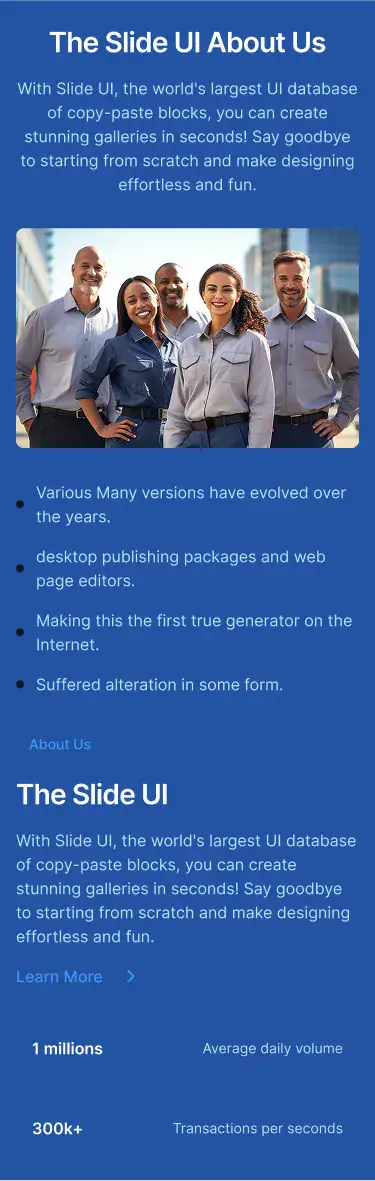 The Slide UI About Us
With Slide UI, the world's largest UI database
of copy-paste blocks, you can create
stunning galleries in seconds! Say goodbye
to starting from scratch and make designing
effortless and fun.
Various Many versions have evolved over
the years.
desktop publishing packages and web
page editors.
Making this the first true generator on the
Internet.
Suffered alteration in some form.
About Us
The Slide UI
With Slide UI, the world's largest UI database
of copy-paste blocks, you can create
stunning galleries in seconds! Say goodbye
to starting from scratch and make designing
effortless and fun.
Learn More
1 millions
Average daily volume
300k+
Transactions per seconds